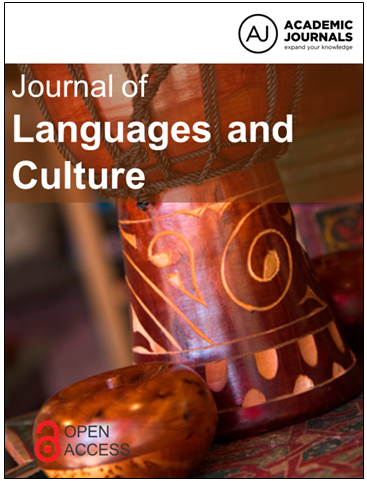 AJ
ACADEMIC
JOURNALS
expand your knowledge
Journal of
Languages and
Culture
OPEN
ACCESS